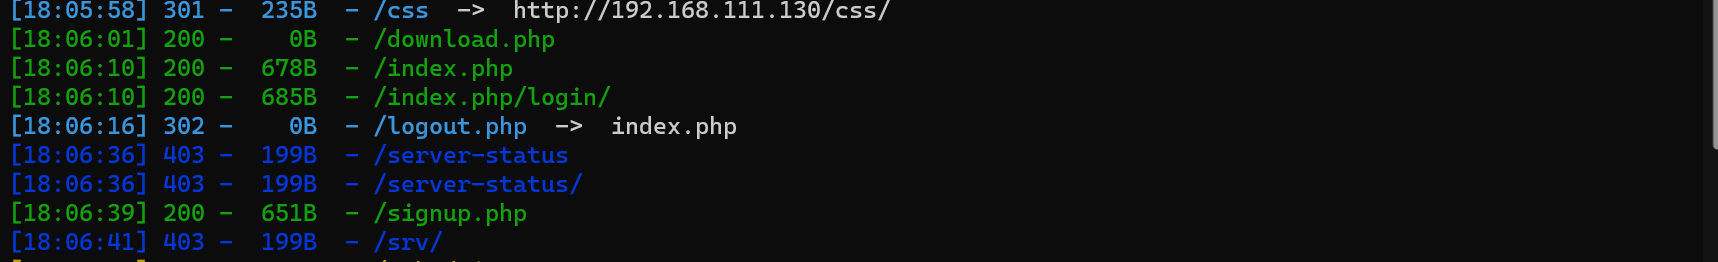 [18:05:58] 301 -  235B  - /css  ->  http://192.168.111.130/css/
[18:06:01] 200 -    0B  - /download.php
[18:06:10] 200 -  678B  - /index.php
[18:06:10] 200 -  685B  - /index.php/login/
[18:06:16] 302 -    0B  - /logout.php  ->  index.php
[18:06:36] 403 -  199B  - /server-status
[18:06:36] 403 -  199B  - /server-status/
[18:06:39] 200 -  651B  - /signup.php
[18:06:41] 403 -  199B  - /srv/